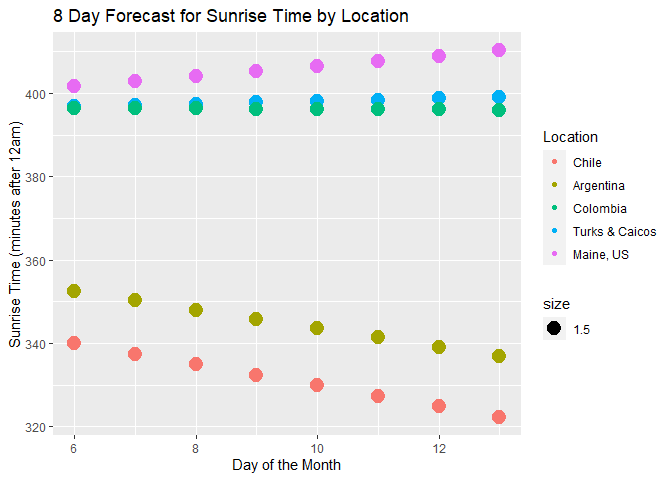 8 Day Forecast for Sunrise Time by Location
Sunrise Time (minutes after 12am)
400
380
360
340
320
6
8
10
12
Day of the Month
Location
Chile
Argentina
Colombia
Turks & Caicos
Maine, US
size
1.5